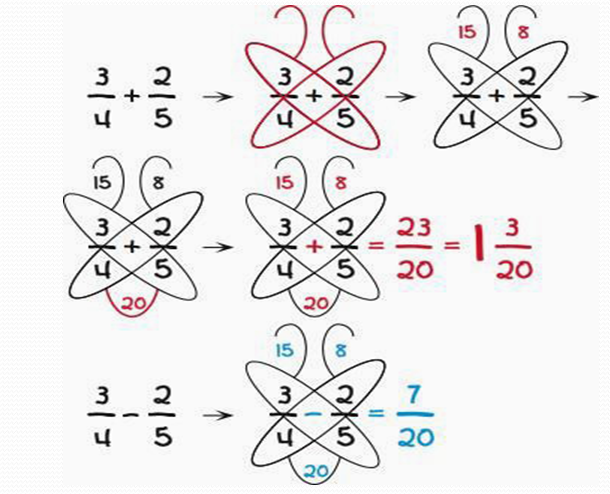 3/4 + 2/5 → 3/4 + 2/5 → 15 8 3/4 + 2/5 →
15 8 3/4 + 2/5 20 → 15 8 3/4 + 2/5 20 = 23/20 = 1 3/20
3/4 - 2/5 → 15 8 3/4 - 2/5 20 = 7/20